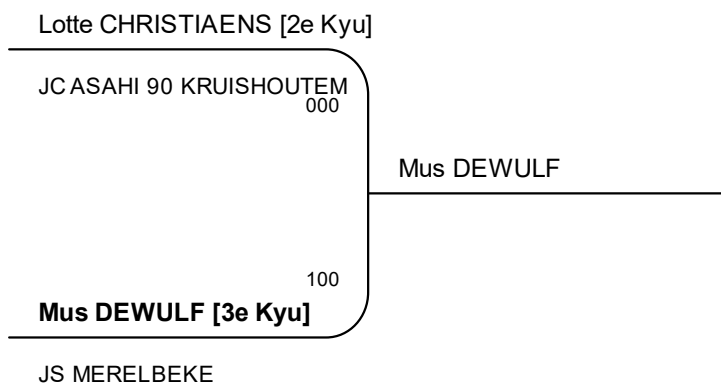 Lotte CHRISTIAENS [2e Kyu]
JC ASAHI 90 KRUISHOUTEM
000
Mus DEWULF
100
Mus DEWULF [3e Kyu]
JS MERELBEKE